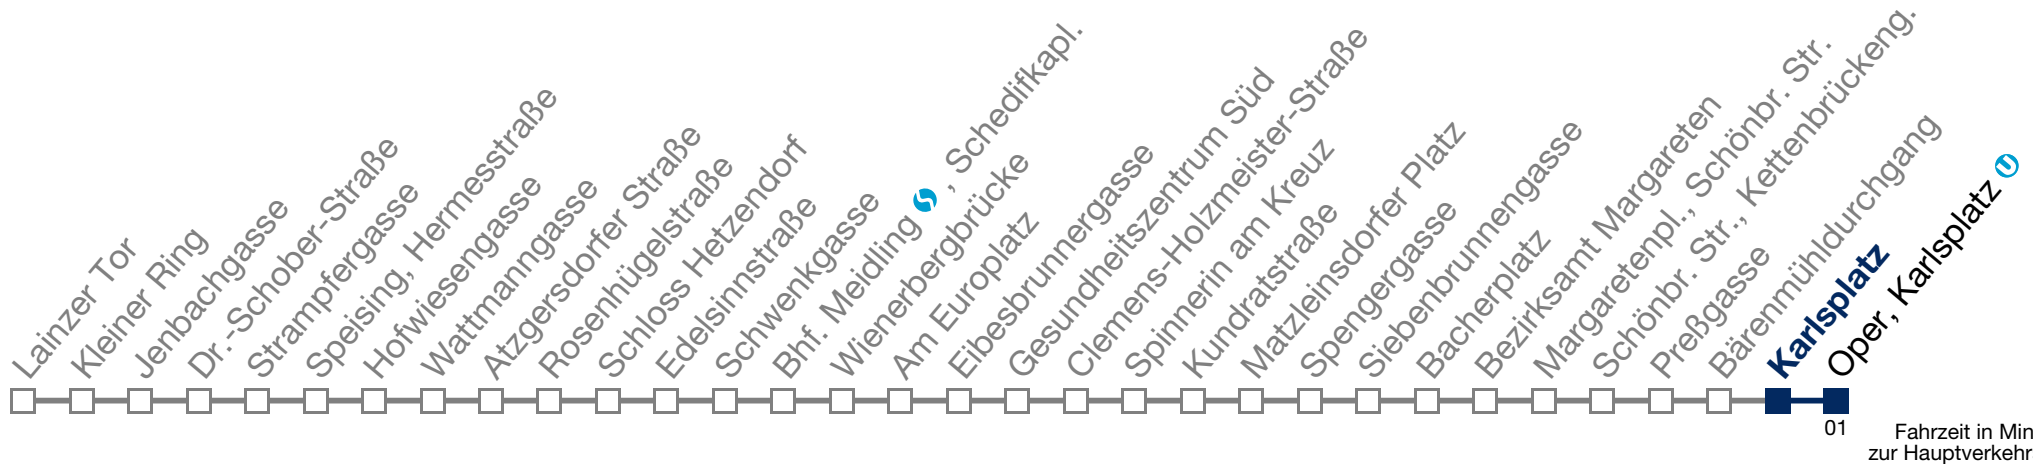 Lainzer Tor
Kleiner Ring
Jenbachgasse
Dr.-Schober-Straße
Strampfergasse
Speising, Hermesstraße
Hofwiesengasse
Wattmanngasse
Atzgersdorfer Straße
Rosenhügelstraße
Schloss Hetzendorf
Edelsinnstraße
Schwenkgasse
Bhf. Meidling S, Schedifkapl.
Wienerbergbrücke
Am Europlatz
Eibesbrunnergasse
Gesundheitszentrum Süd
Clemens-Holzmeister-Straße
Spinnerin am Kreuz
Kundratstraße
Matzleinsdorfer Platz
Spengergasse
Siebenbrunnengasse
Bacherplatz
Bezirksamt Margareten
Margaretenpl., Schönbr. Str.
Schönbr. Str., Kettenbrückeng.
Preßgasse
Bärenmühldurchgang
Karlsplatz
Oper, Karlsplatz U
01
Fahrzeit in Min
zur Hauptverkehr